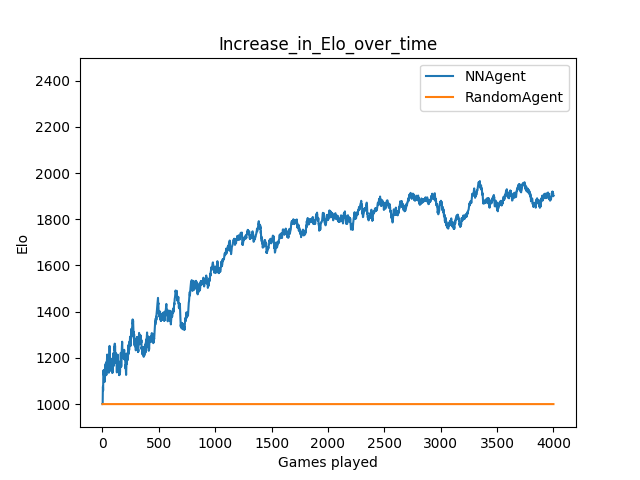 Increase_in_Elo_over_time
NNAgent
RandomAgent
2400
2200
2000
1800
1600
1400
1200
1000
Elo
0 500 1000 1500 2000 2500 3000 3500 4000
Games played